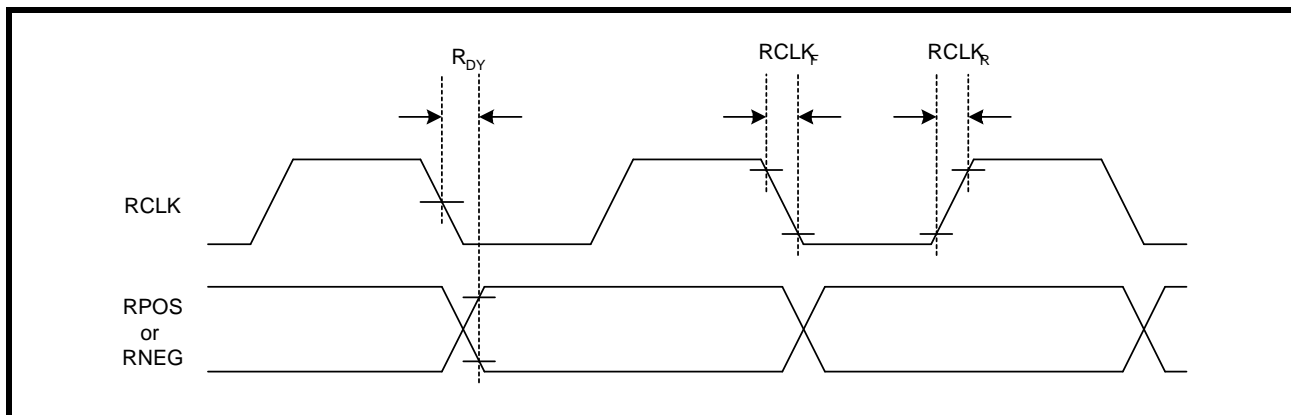 R_DY
RCLK_F
RCLK_R
RCLK
RPOS
or
RNEG